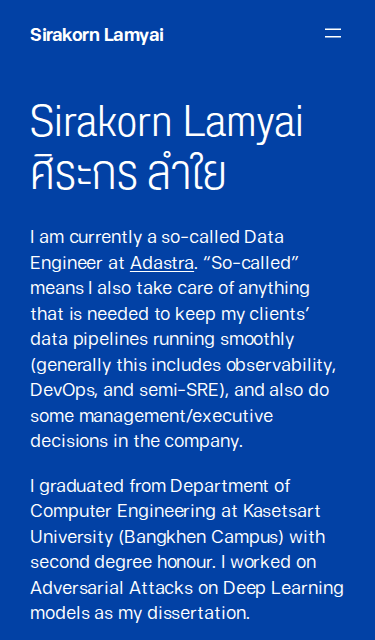 Sirakorn Lamyai
Sirakorn Lamyai
ศิระกร ลำใย
I am currently a so-called Data
Engineer at Adastra. “So-called”
means I also take care of anything
that is needed to keep my clients’
data pipelines running smoothly
(generally this includes observability,
DevOps, and semi-SRE), and also do
some management/executive
decisions in the company.
I graduated from Department of
Computer Engineering at Kasetsart
University (Bangkhen Campus) with
second degree honour. I worked on
Adversarial Attacks on Deep Learning
models as my dissertation.